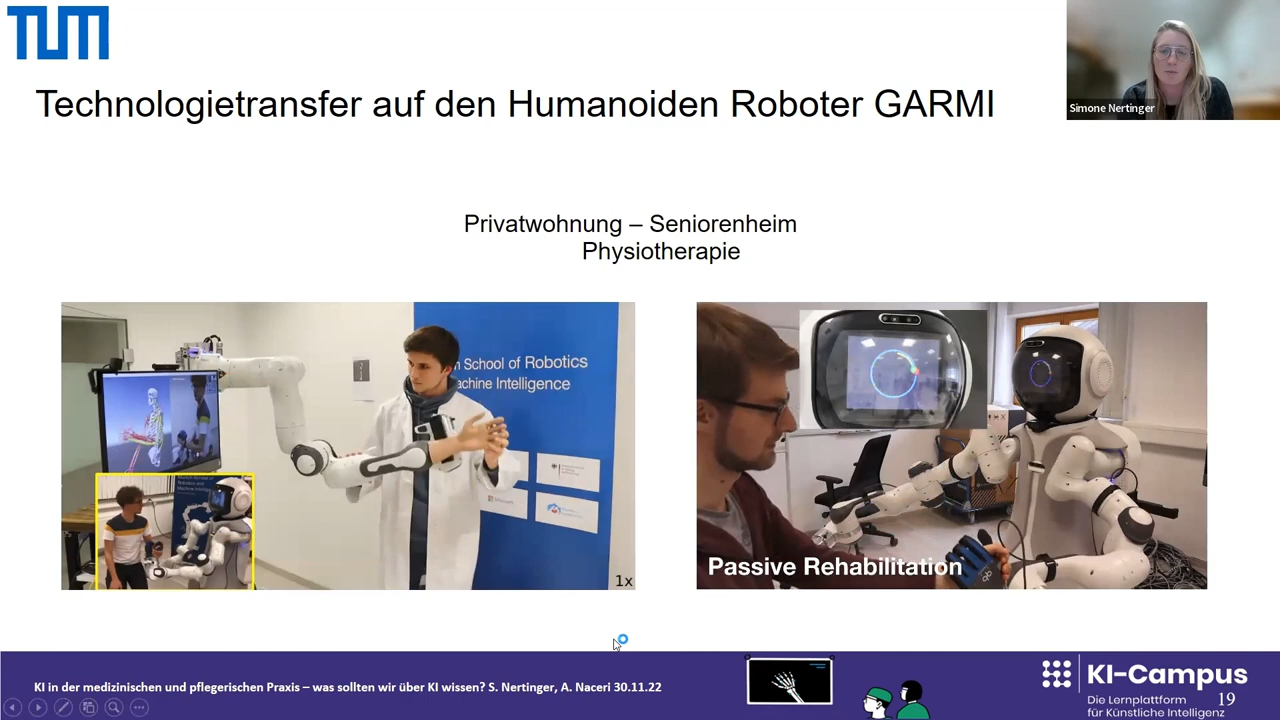 TUM
Simone Nertinger
Technologietransfer auf den Humanoiden Roboter GARMI
Privatwohnung – Seniorenheim
Physiotherapie
School of Robotics
Machine Intelligence
1x
Passive Rehabilitation
KI in der medizinischen und pflegerischen Praxis – was sollten wir über KI wissen? S. Nertinger, A. Naceri 30.11.22
KI-Campus
Die Lernplattform
für Künstliche Intelligenz
19